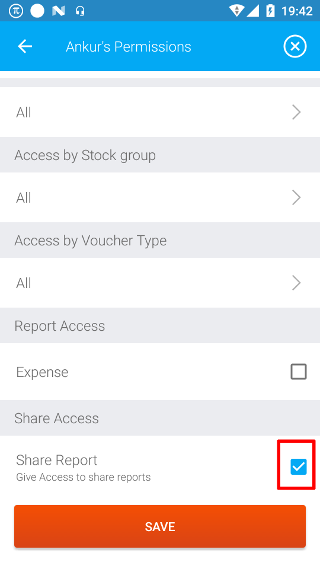 19:42
Ankur's Permissions
All
Access by Stock group
All
Access by Voucher Type
All
Report Access
Expense
Share Access
Share Report
Give Access to share reports
SAVE